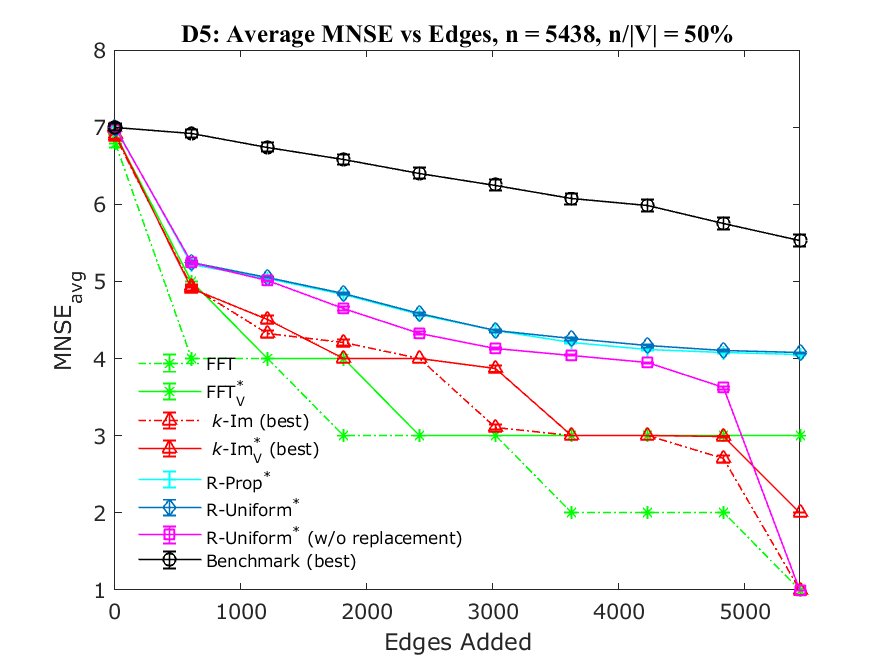 D5: Average MNSE vs Edges, n = 5438, n/|V| = 50%
8
7
6
5
4
3
2
1
MNSE_avg
FFT
FFT*_V
k-Im (best)
k-Im*_V (best)
R-Prop*
R-Uniform*
R-Uniform* (w/o replacement)
Benchmark (best)
0 1000 2000 3000 4000 5000
Edges Added